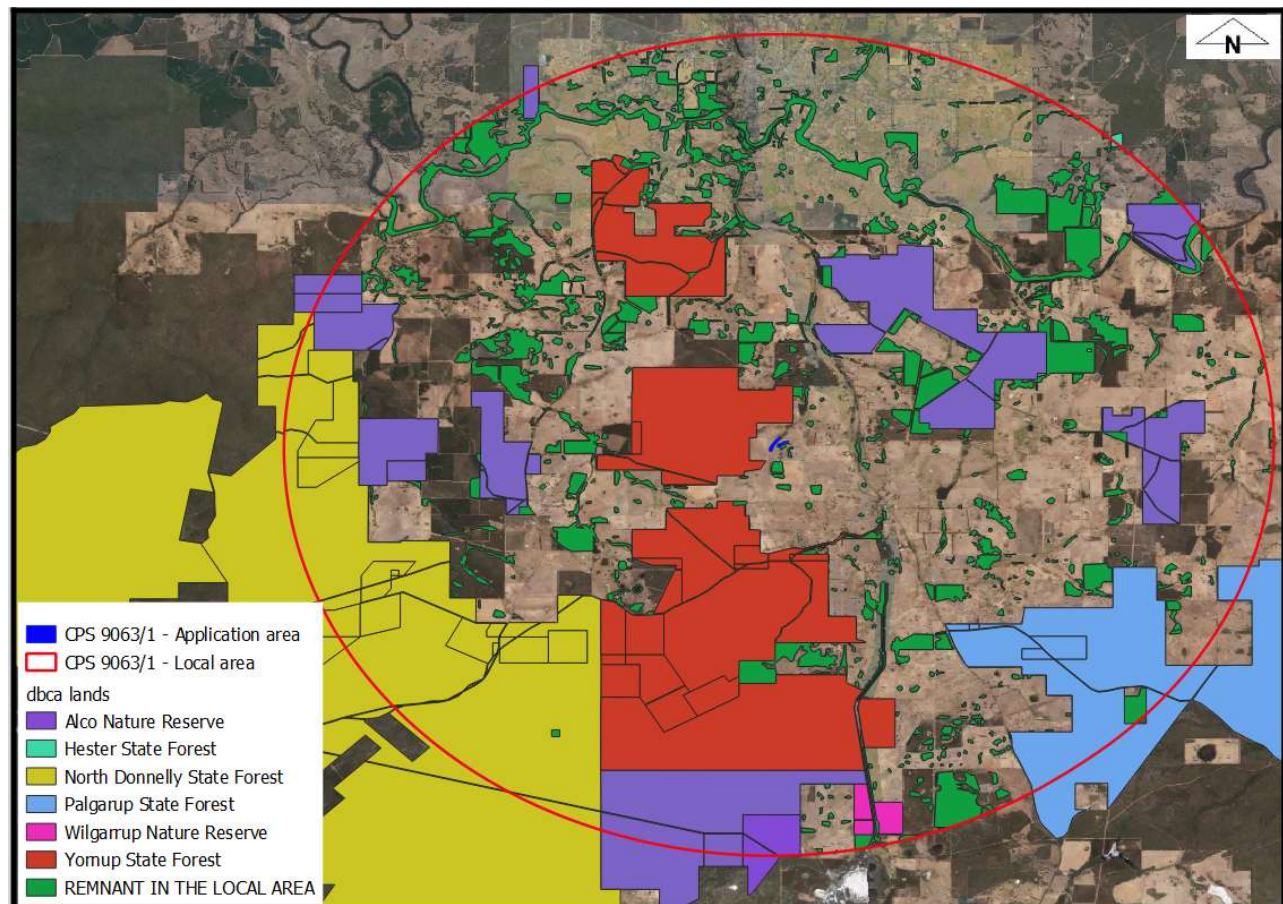 N
CPS 9063/1 - Application area
CPS 9063/1 - Local area
dbca lands
Alco Nature Reserve
Hester State Forest
North Donnelly State Forest
Palgarup State Forest
Wilgarrup Nature Reserve
Yornup State Forest
REMNANT IN THE LOCAL AREA